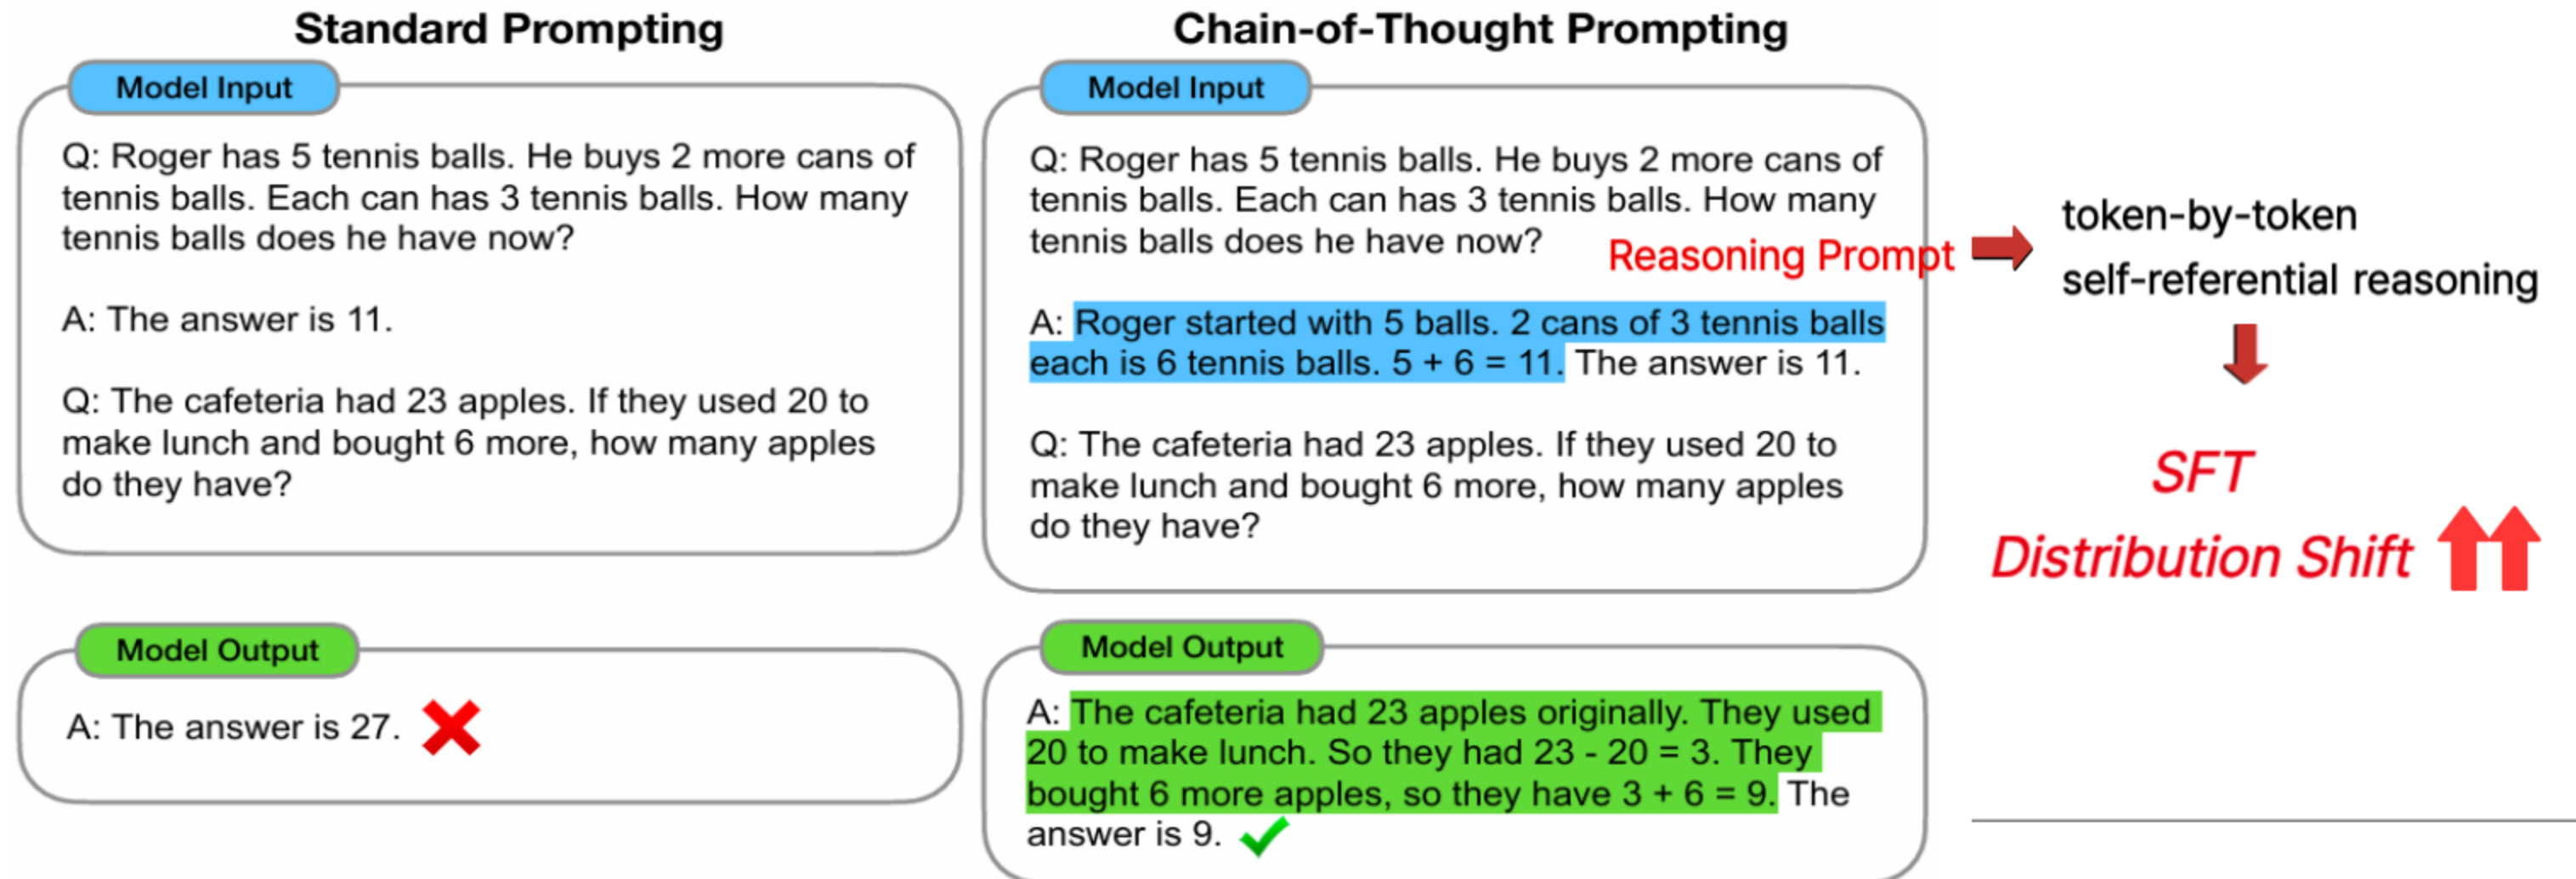 Standard Prompting
Model Input
Q: Roger has 5 tennis balls. He buys 2 more cans of
tennis balls. Each can has 3 tennis balls. How many
tennis balls does he have now?
A: The answer is 11.
Q: The cafeteria had 23 apples. If they used 20 to
make lunch and bought 6 more, how many apples
do they have?
Model Output
A: The answer is 27.
Chain-of-Thought Prompting
Model Input
Q: Roger has 5 tennis balls. He buys 2 more cans of
tennis balls. Each can has 3 tennis balls. How many
tennis balls does he have now?
Reasoning Prompt
A: Roger started with 5 balls. 2 cans of 3 tennis balls
each is 6 tennis balls. 5 + 6 = 11. The answer is 11.
Q: The cafeteria had 23 apples. If they used 20 to
make lunch and bought 6 more, how many apples
do they have?
Model Output
A: The cafeteria had 23 apples originally. They used
20 to make lunch. So they had 23 - 20 = 3. They
bought 6 more apples, so they have 3 + 6 = 9. The
answer is 9.
token-by-token
self-referential reasoning
SFT
Distribution Shift